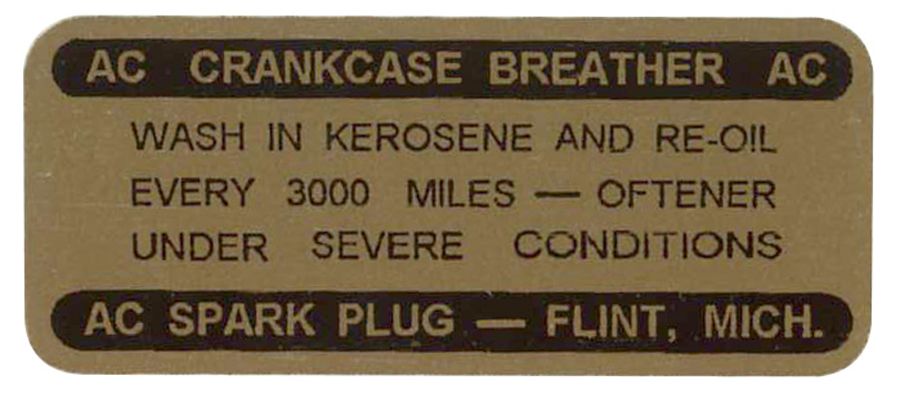 AC CRANKCASE BREATHER AC
WASH IN KEROSENE AND RE-OIL
EVERY 3000 MILES — OFTENER
UNDER SEVERE CONDITIONS
AC SPARK PLUG — FLINT, MICH.